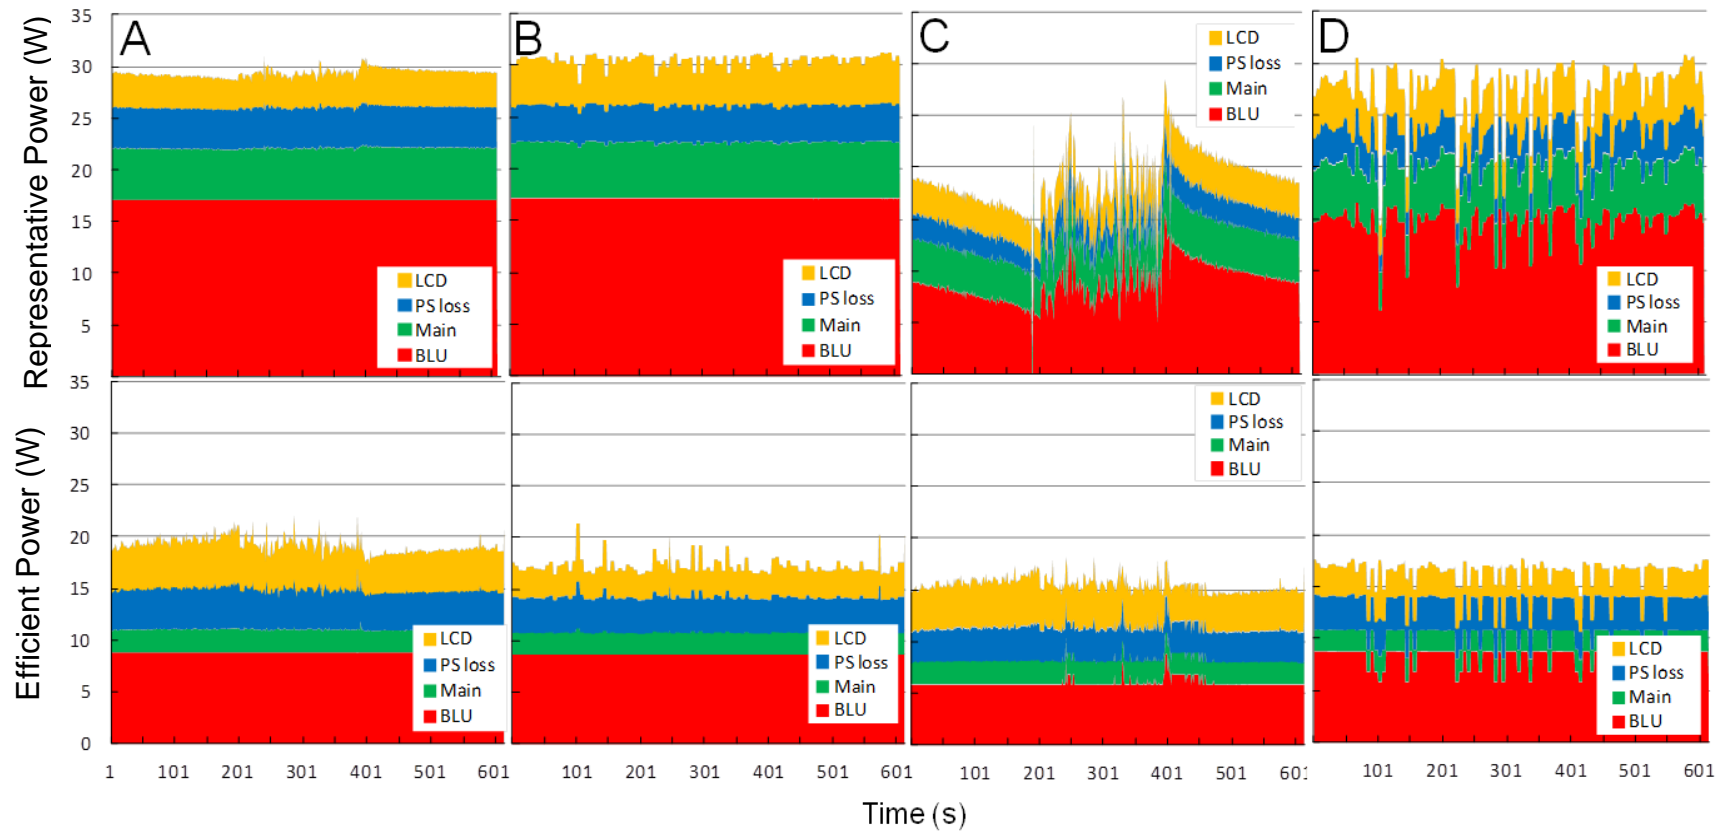 Representative Power (W)
35
30
25
20
15
10
5
A
LCD
PS loss
Main
BLU
B
LCD
PS loss
Main
BLU
C
LCD
PS loss
Main
BLU
D
LCD
PS loss
Main
BLU
Efficient Power (W)
35
30
25
20
15
10
5
0
LCD
PS loss
Main
BLU
LCD
PS loss
Main
BLU
LCD
PS loss
Main
BLU
LCD
PS loss
Main
BLU
1 101 201 301 401 501 601
101 201 301 401 501 601
101 201 301 401 501 601
101 201 301 401 501 601
Time (s)